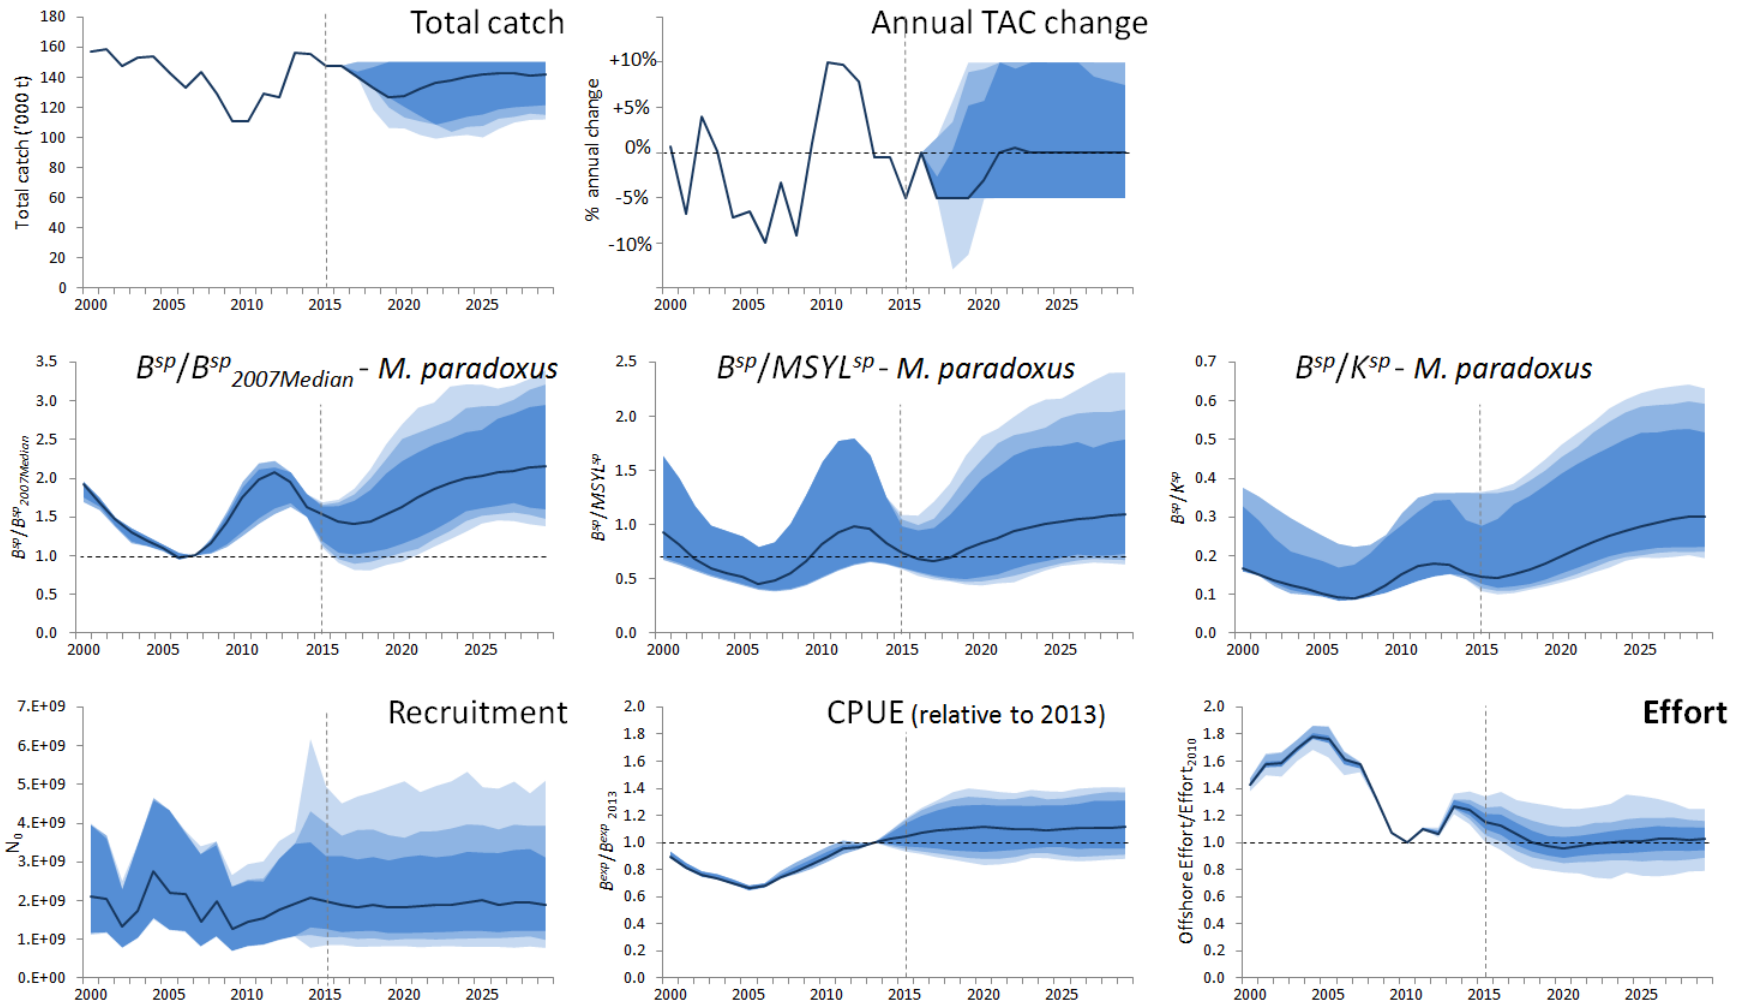 Total catch
Total catch ('000 t)
180
160
140
120
100
80
60
40
20
0
2000 2005 2010 2015 2020 2025
Annual TAC change
% annual change
+10%
+5%
0%
-5%
-10%
2000 2005 2010 2015 2020 2025
Bsp/Bsp2007Median - M. paradoxus
Bsp/Bsp2007Median
3.5
3.0
2.5
2.0
1.5
1.0
0.5
0.0
2000 2005 2010 2015 2020 2025
Bsp/MSYLsp - M. paradoxus
Bsp/MSYLsp
2.5
2.0
1.5
1.0
0.5
0.0
2000 2005 2010 2015 2020 2025
Bsp/Ksp - M. paradoxus
Bsp/Ksp
0.7
0.6
0.5
0.4
0.3
0.2
0.1
0.0
2000 2005 2010 2015 2020 2025
Recruitment
N0
7.E+09
6.E+09
5.E+09
4.E+09
3.E+09
2.E+09
1.E+09
0.E+00
2000 2005 2010 2015 2020 2025
CPUE (relative to 2013)
Bexp/Bexp2013
2.0
1.8
1.6
1.4
1.2
1.0
0.8
0.6
0.4
0.2
0.0
2000 2005 2010 2015 2020 2025
Effort
Offshore Effort/Effort2010
2.0
1.8
1.6
1.4
1.2
1.0
0.8
0.6
0.4
0.2
0.0
2000 2005 2010 2015 2020 2025